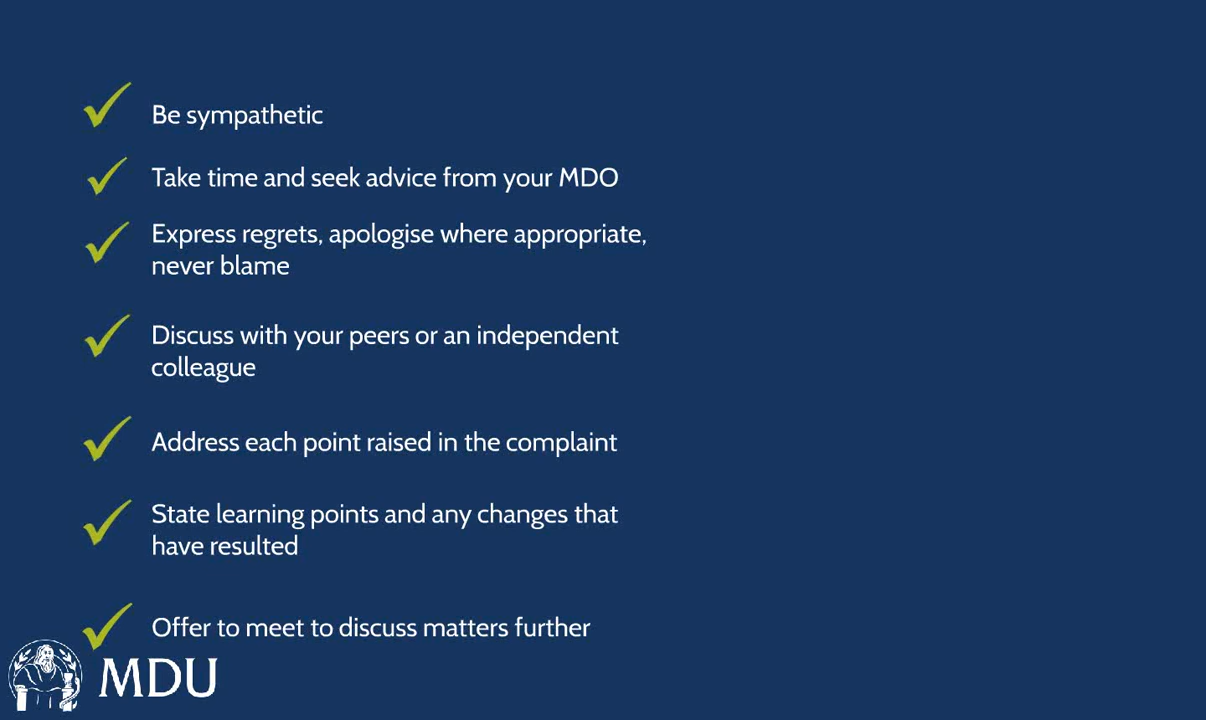 Be sympathetic
Take time and seek advice from your MDO
Express regrets, apologise where appropriate,
never blame
Discuss with your peers or an independent
colleague
Address each point raised in the complaint
State learning points and any changes that
have resulted
Offer to meet to discuss matters further
MDU